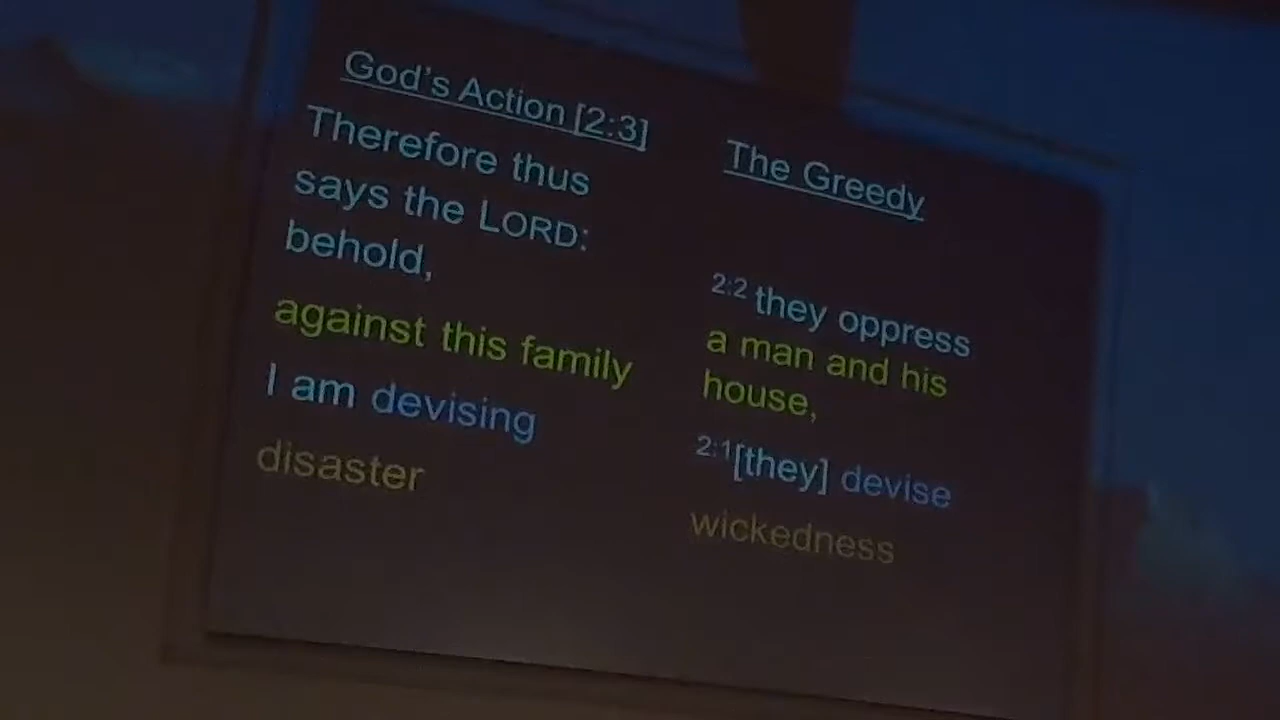 God's Action [2:3]
Therefore thus
says the LORD:
behold,
against this family
I am devising
disaster
The Greedy
2:2 they oppress
a man and his
house,
2:1[they] devise
wickedness